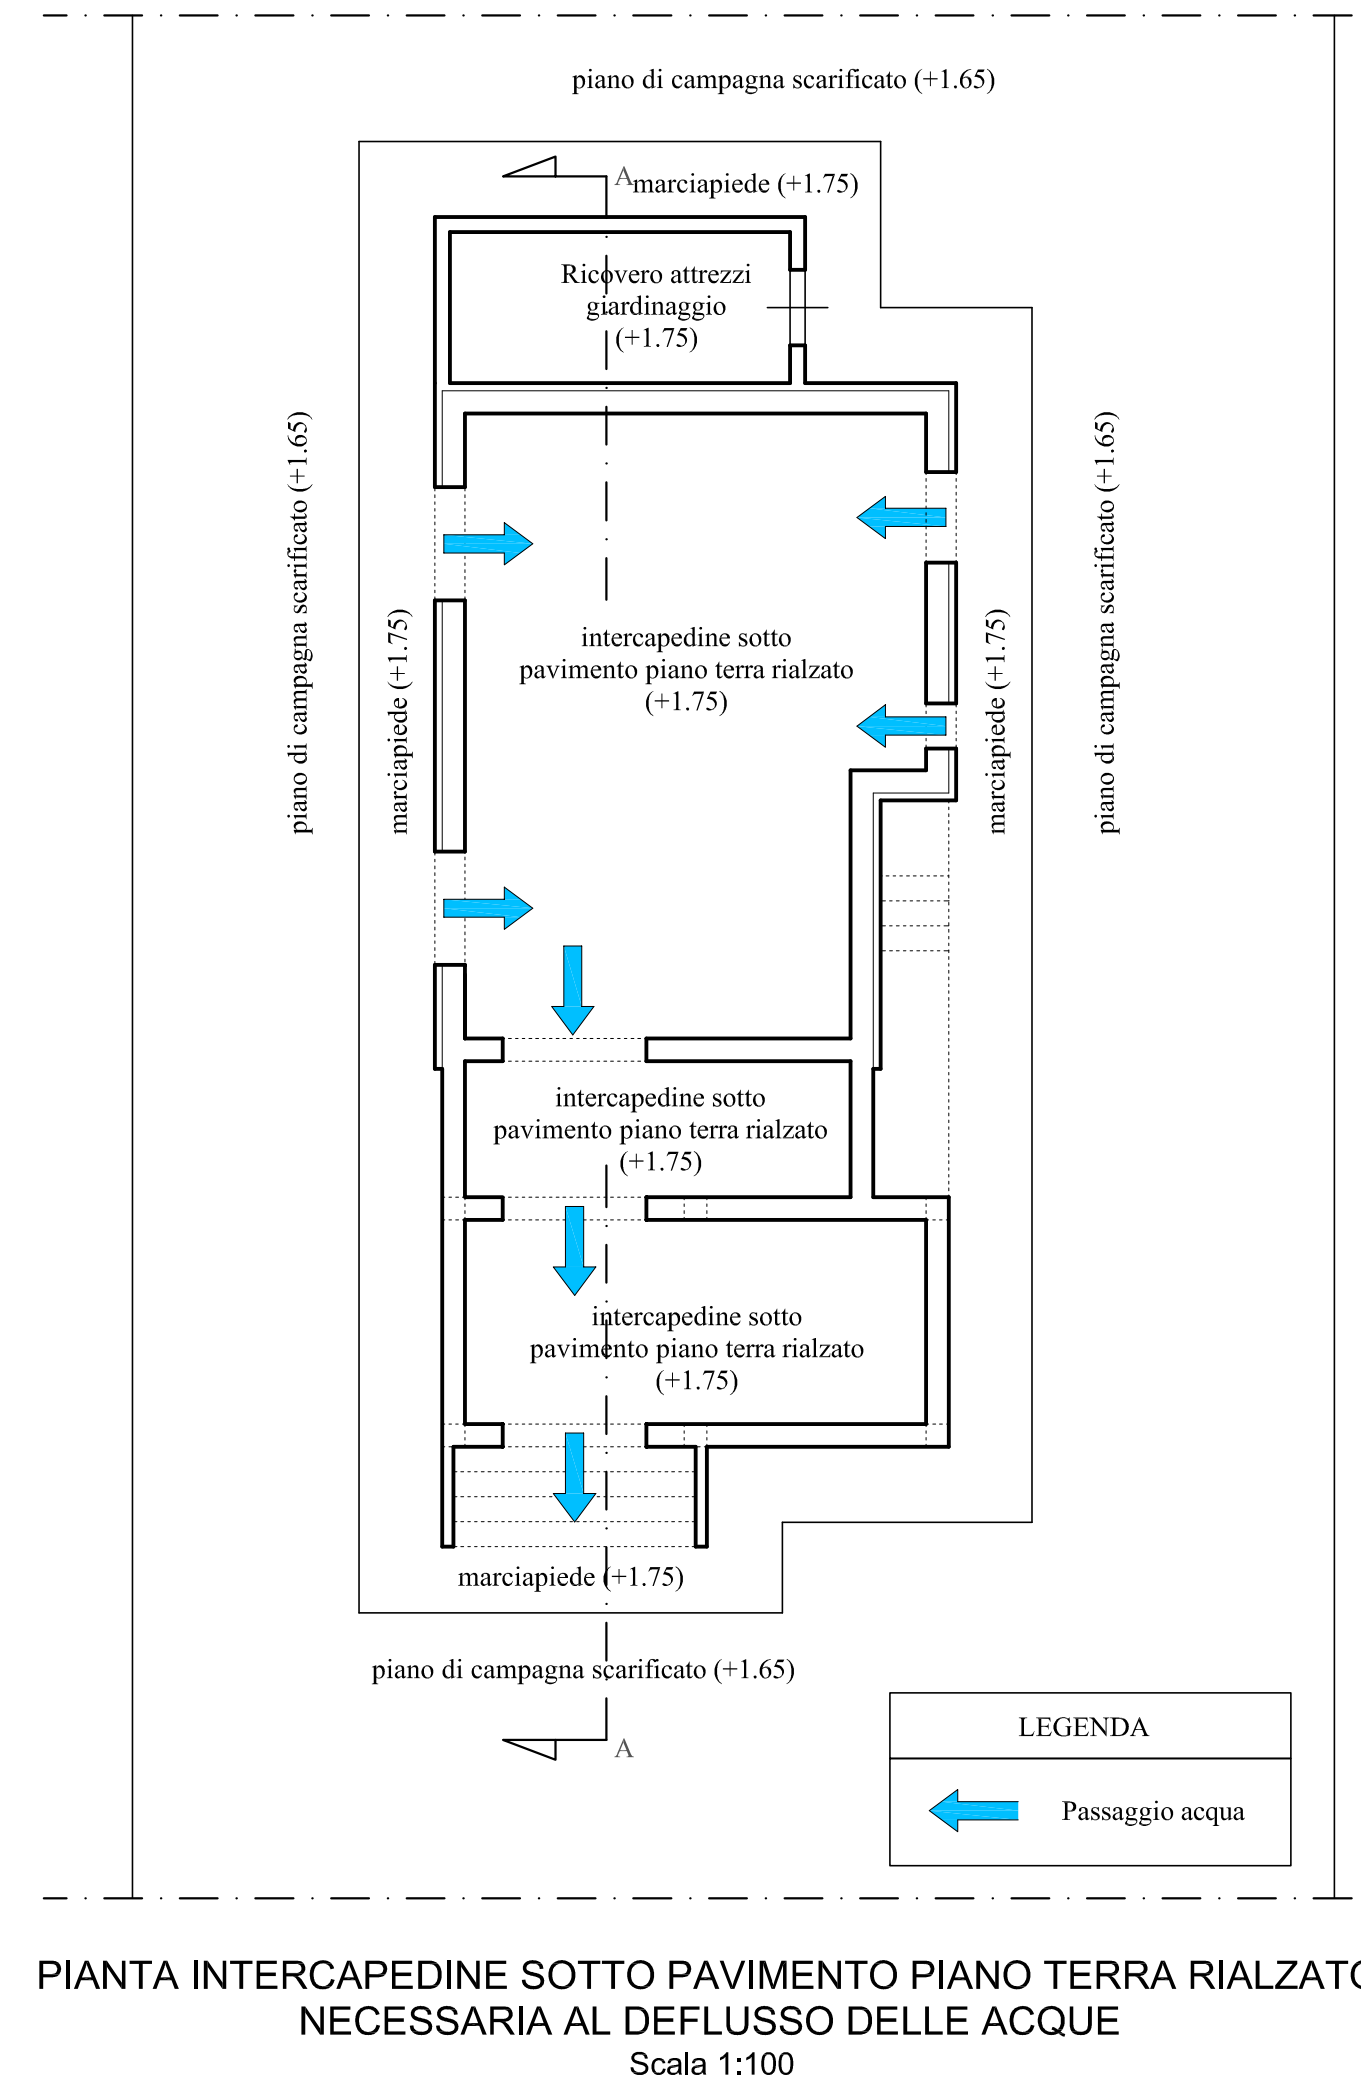 piano di campagna scarificato (+1.65)
A
marciapiede (+1.75)
Ricovero attrezzi
giardinaggio
(+1.75)
piano di campagna scarificato (+1.65)
marciapiede (+1.75)
intercapedine sotto
pavimento piano terra rialzato
(+1.75)
marciapiede (+1.75)
piano di campagna scarificato (+1.65)
intercapedine sotto
pavimento piano terra rialzato
(+1.75)
intercapedine sotto
pavimento piano terra rialzato
(+1.75)
marciapiede (+1.75)
piano di campagna scarificato (+1.65)
A
LEGENDA
Passaggio acqua
PIANTA INTERCAPEDINE SOTTO PAVIMENTO PIANO TERRA RIALZATO
NECESSARIA AL DEFLUSSO DELLE ACQUE
Scala 1:100